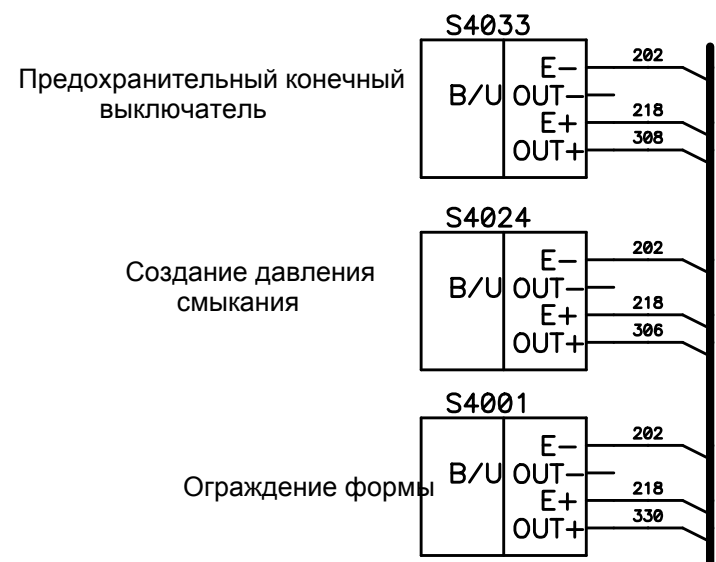 S4033
Предохранительный конечный
выключатель
B/U
E-
OUT-
E+
OUT+
202
218
308
S4024
Создание давления
смыкания
B/U
E-
OUT-
E+
OUT+
202
218
306
S4001
Ограждение формы
B/U
E-
OUT-
E+
OUT+
202
218
330